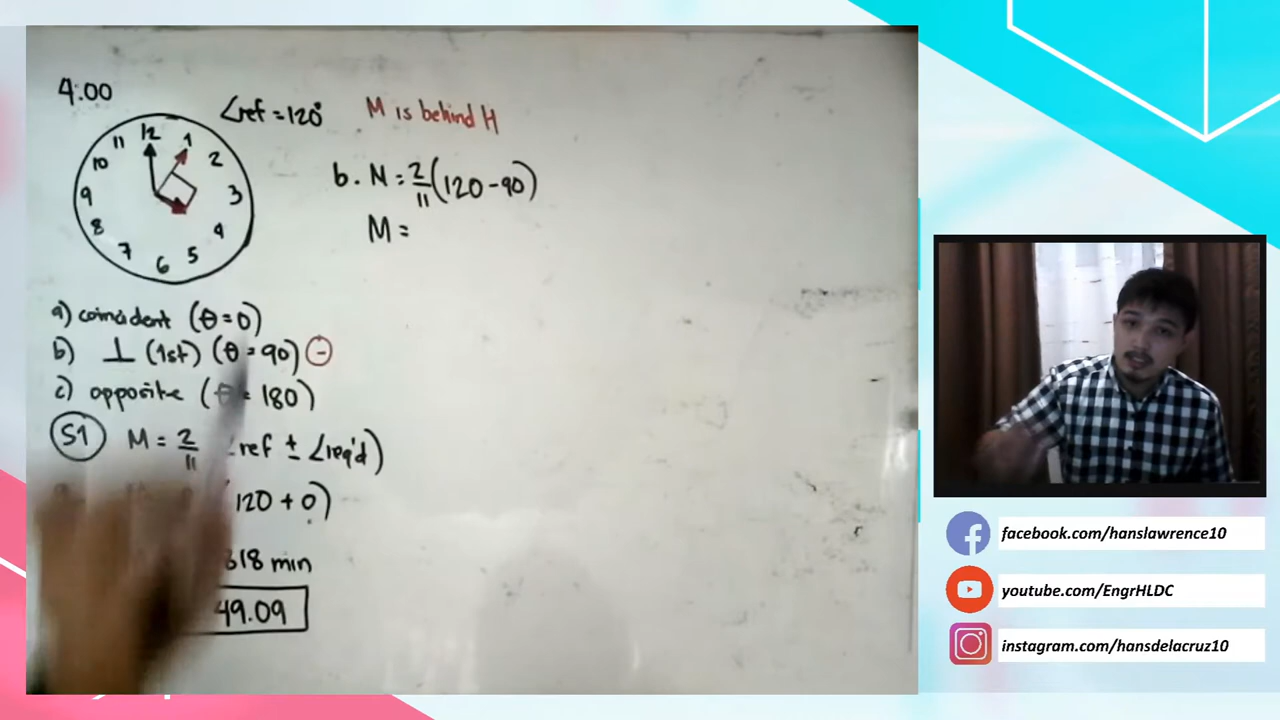 4:00
∠ref = 120° M is behind H
12
11 1
10 2
9 3
8 4
7 5
6
b. M = 2/11 (120 - 90)
M =
a) coincident (θ = 0)
b) ⊥ (1st) (θ = 90) (-)
c) opposite (θ = 180)
S1 M = 2/11 ∠ref ± ∠req'd)
120 + 0)
818 min
49.09
facebook.com/hanslawrence10
youtube.com/EngrHLDC
instagram.com/hansdelacruz10